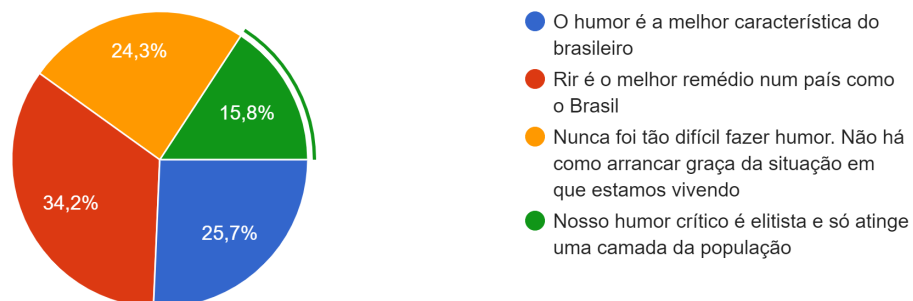 24,3%
15,8%
34,2%
25,7%
O humor é a melhor característica do
brasileiro
Rir é o melhor remédio num país como
o Brasil
Nunca foi tão difícil fazer humor. Não há
como arrancar graça da situação em
que estamos vivendo
Nosso humor crítico é elitista e só atinge
uma camada da população